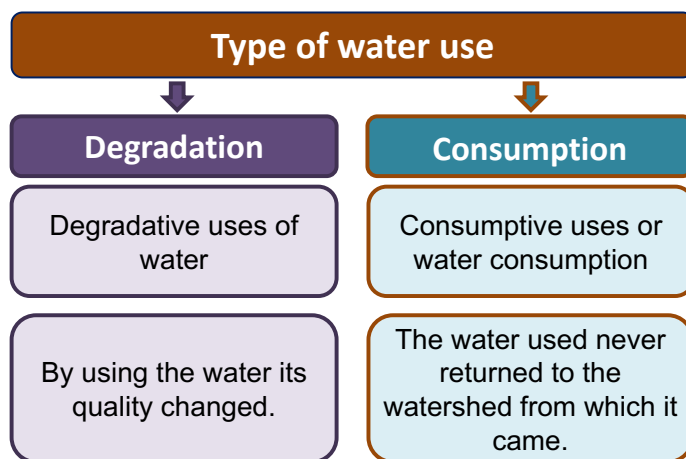 Type of water use
Degradation
Consumption
Degradative uses of
water
Consumptive uses or
water consumption
By using the water its
quality changed.
The water used never
returned to the
watershed from which it
came.